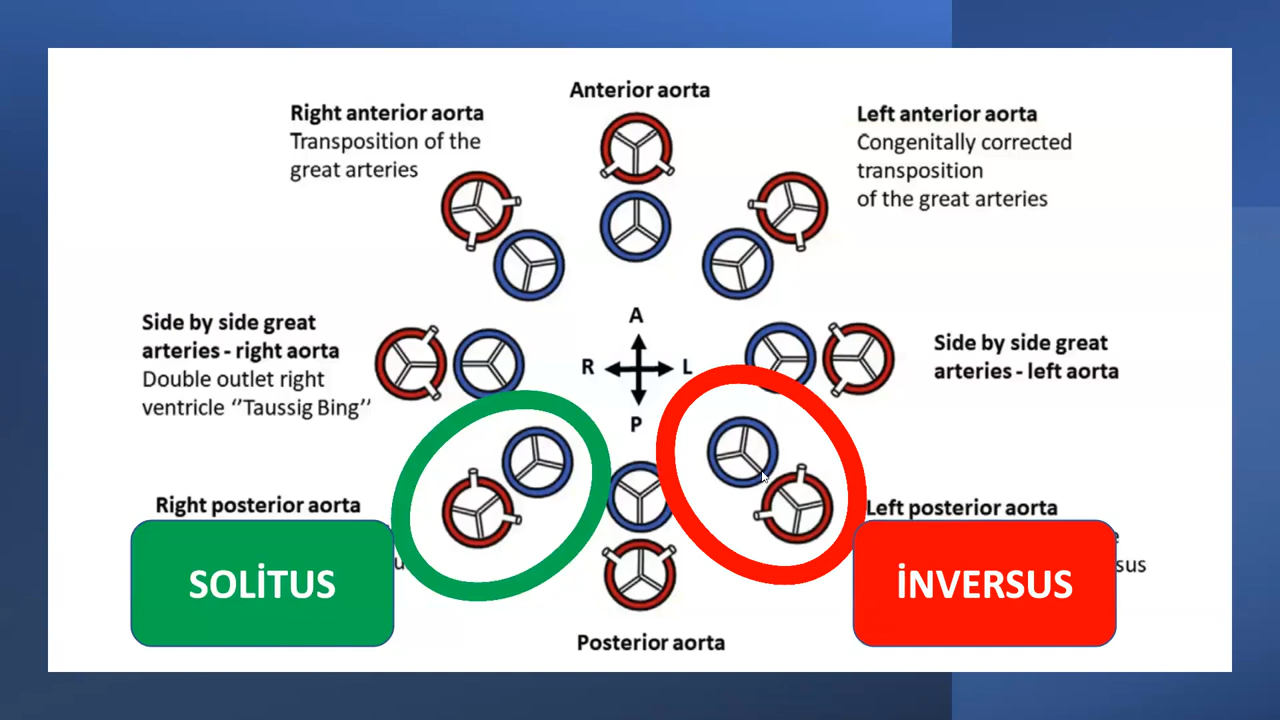 Anterior aorta
Right anterior aorta
Transposition of the
great arteries
Left anterior aorta
Congenitally corrected
transposition
of the great arteries
A
R
L
P
Side by side great
arteries - right aorta
Double outlet right
ventricle ‘‘Taussig Bing’’
Side by side great
arteries - left aorta
Right posterior aorta
Left posterior aorta
SOLİTUS
İNVERSUS
Posterior aorta